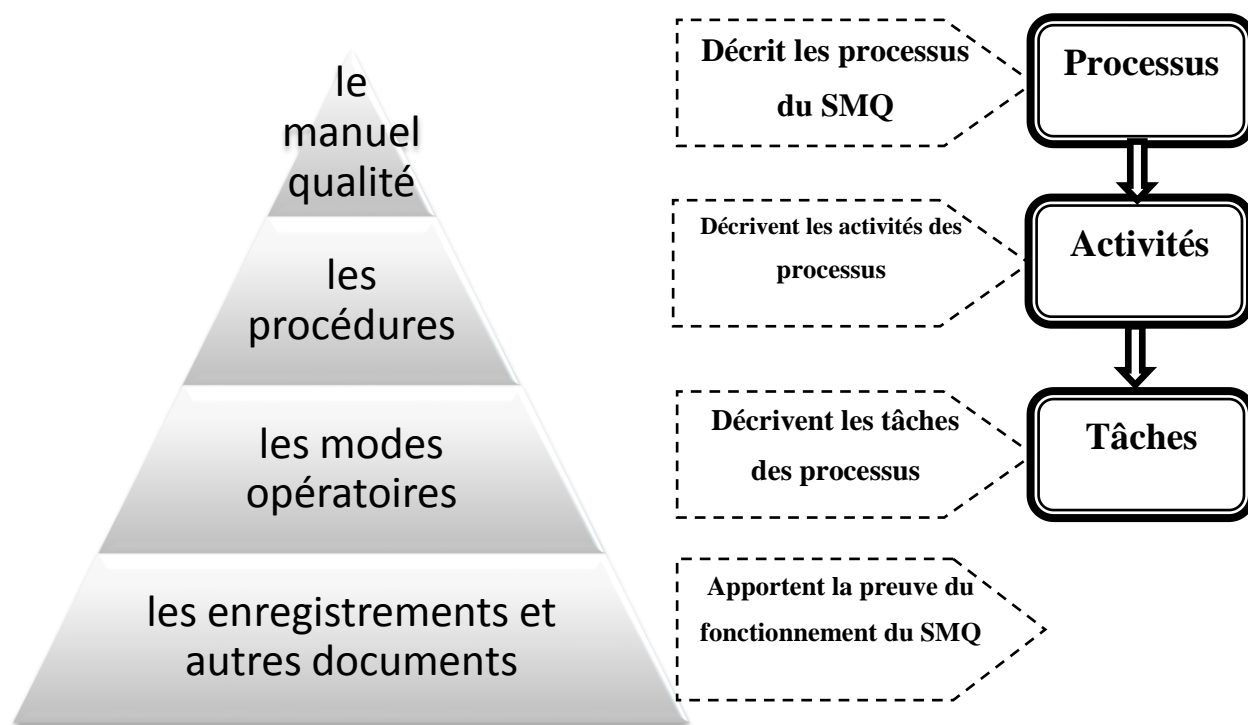 le
manuel
qualité
Décrit les processus
du SMQ
Processus
les
procédures
Décrivent les activités des
processus
Activités
les modes
opératoires
Décrivent les tâches
des processus
Tâches
les enregistrements et
autres documents
Apportent la preuve du
fonctionnement du SMQ